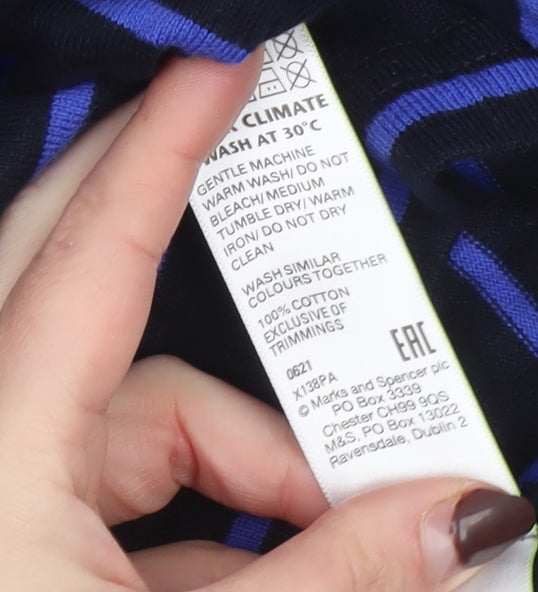 CLIMATE
WASH AT 30°C
GENTLE MACHINE
WARM WASH/ DO NOT
BLEACH/ MEDIUM
TUMBLE DRY/ WARM
IRON/ DO NOT DRY
CLEAN
WASH SIMILAR
COLOURS TOGETHER
100% COTTON
EXCLUSIVE OF
TRIMMINGS
EAC
0621
X138PA
© Marks and Spencer plc
PO Box 3339
Chester CH99 9QS
M&S, PO Box 13022
Ravensdale, Dublin 2